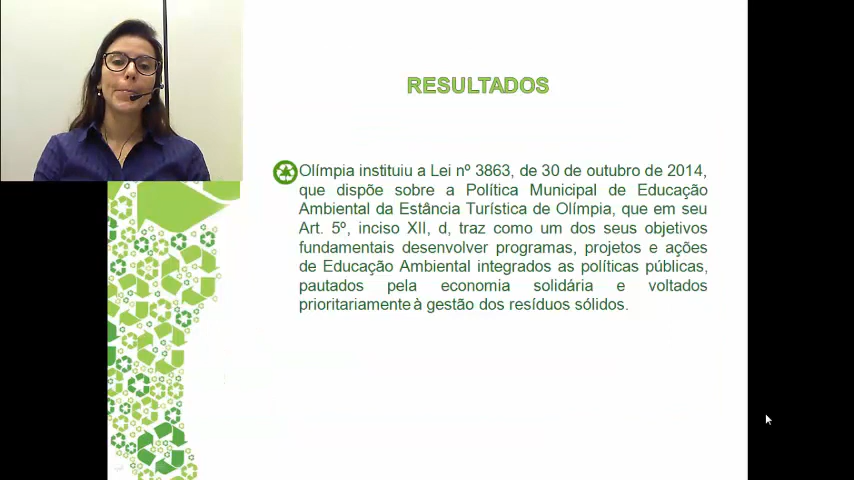 RESULTADOS
Olímpia instituiu a Lei nº 3863, de 30 de outubro de 2014,
que dispõe sobre a Política Municipal de Educação
Ambiental da Estância Turística de Olímpia, que em seu
Art. 5º, inciso XII, d, traz como um dos seus objetivos
fundamentais desenvolver programas, projetos e ações
de Educação Ambiental integrados as políticas públicas,
pautados pela economia solidária e voltados
prioritariamente à gestão dos resíduos sólidos.